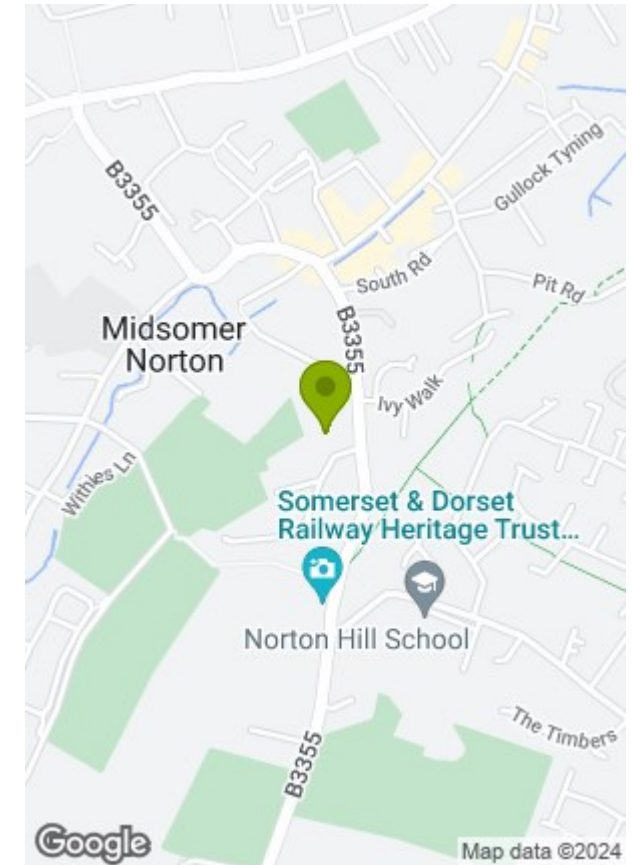 B3355
Gullock Tyning
South Rd
Pit Rd
B3355
Midsomer
Norton
Ivy Walk
Withies Ln
Somerset & Dorset
Railway Heritage Trust...
Norton Hill School
The Timbers
B3355
Google
Map data ©2024